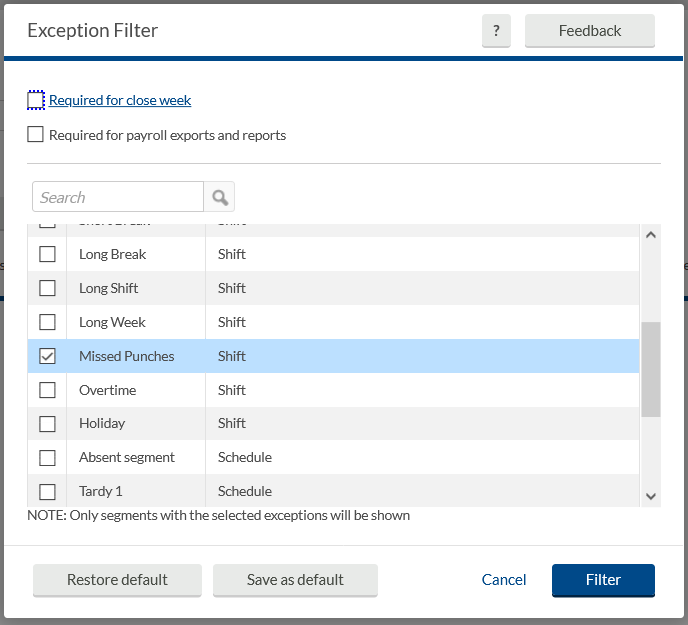 Exception Filter
?
Feedback
Required for close week
Required for payroll exports and reports
Search
Long Break Shift
Long Shift Shift
Long Week Shift
Missed Punches Shift
Overtime Shift
Holiday Shift
Absent segment Schedule
Tardy 1 Schedule
NOTE: Only segments with the selected exceptions will be shown
Restore default
Save as default
Cancel
Filter